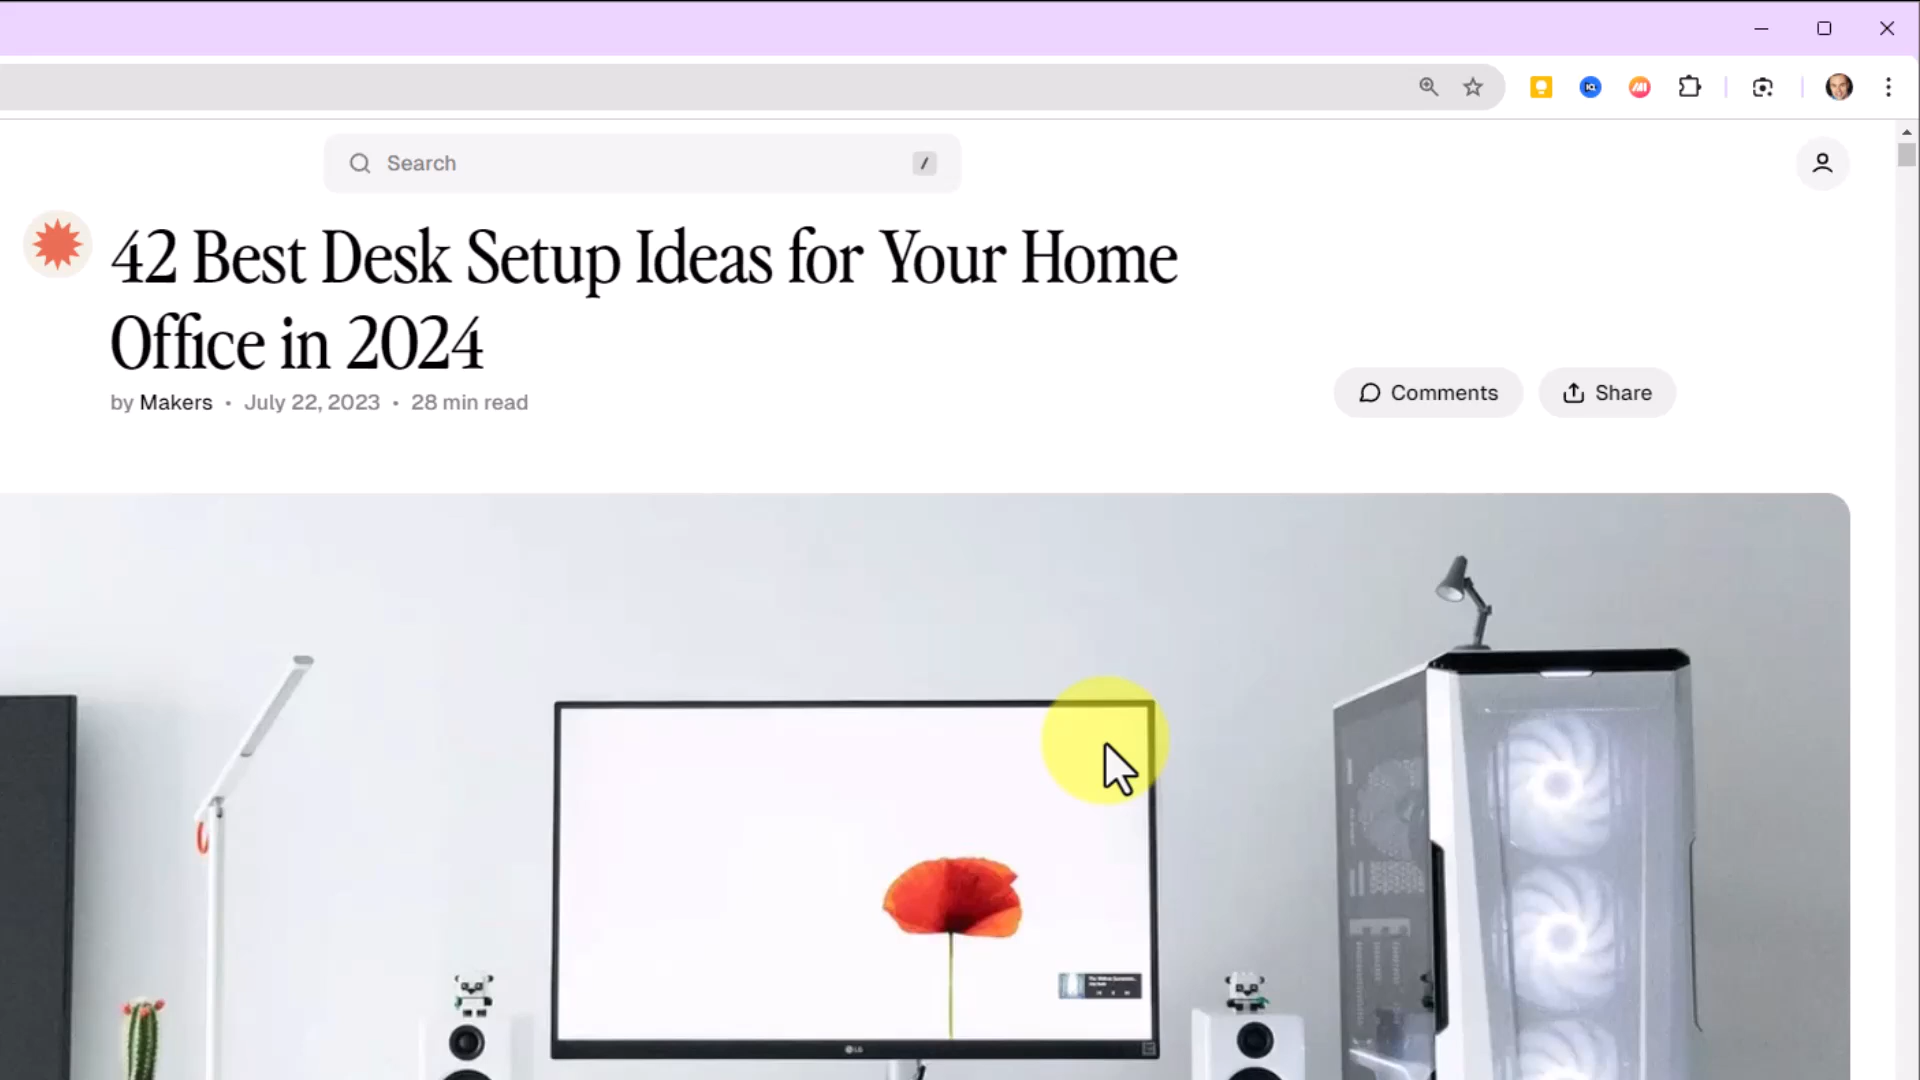 Search /
42 Best Desk Setup Ideas for Your Home
Office in 2024
by Makers • July 22, 2023 • 28 min read
Comments
Share
LG